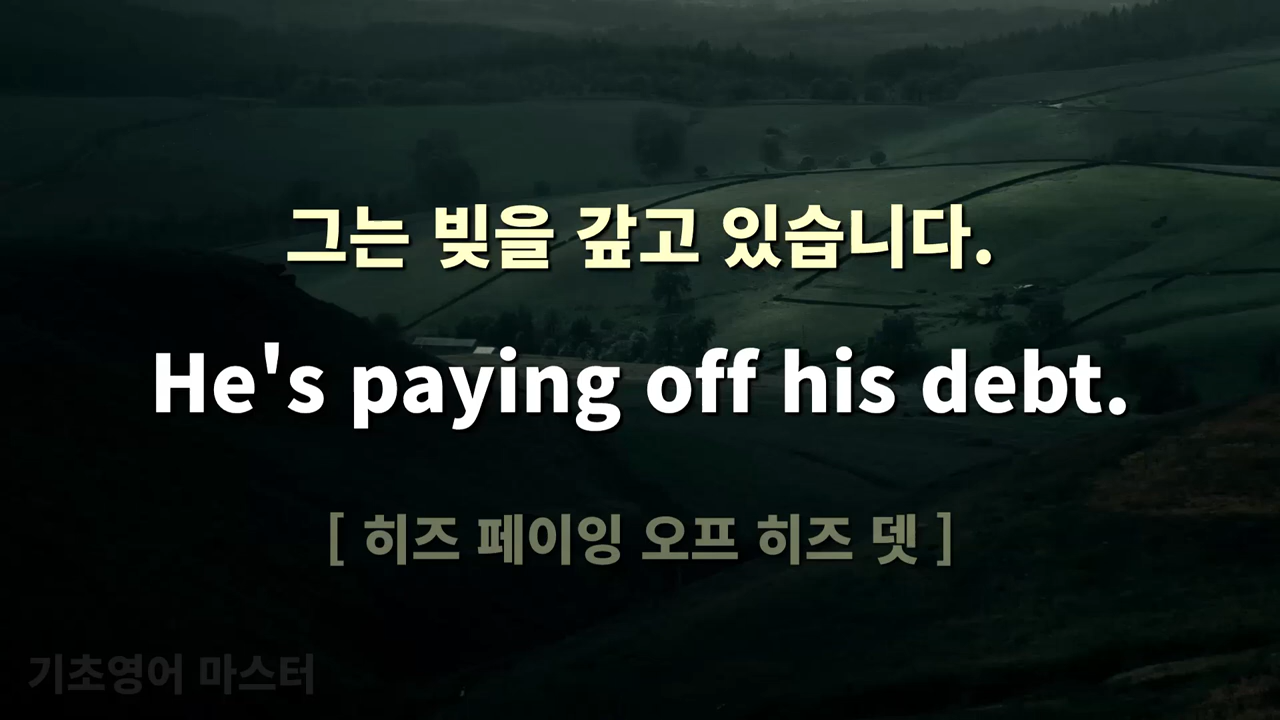 그는 빚을 갚고 있습니다.
He's paying off his debt.
[ 히즈 페이잉 오프 히즈 뎃 ]
기초영어 마스터